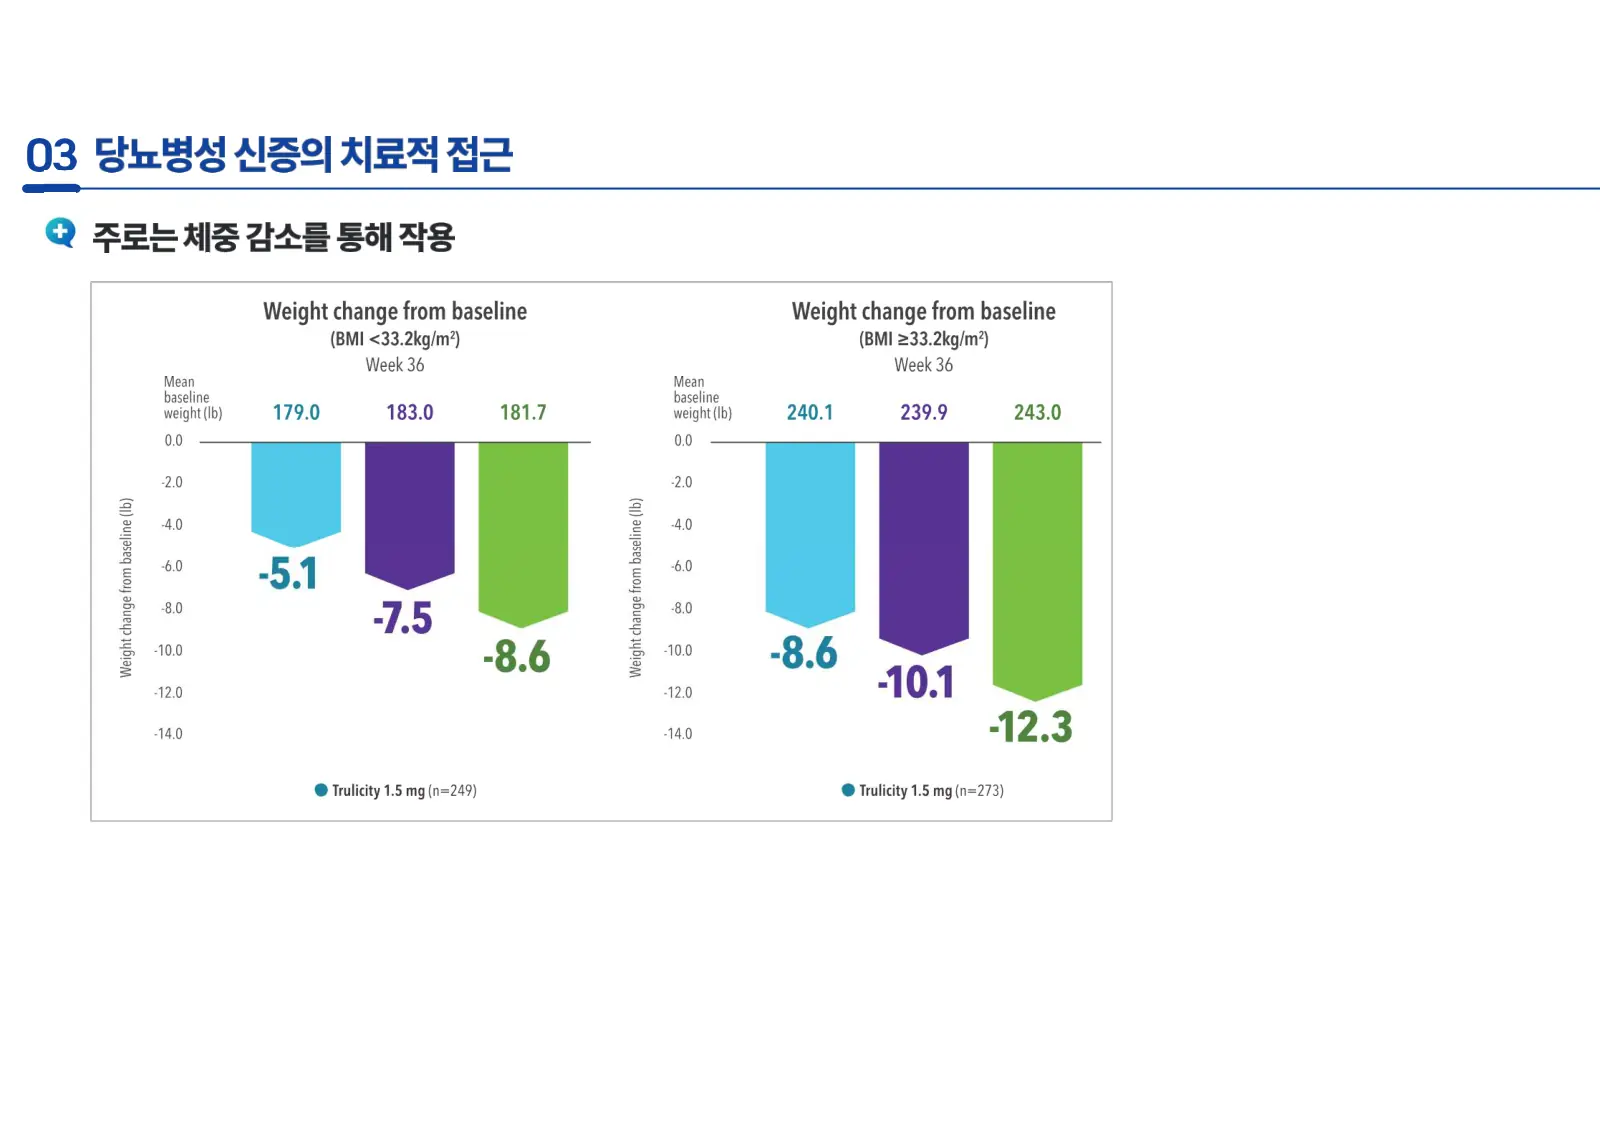 03 당뇨병성 신증의 치료적 접근
주로는 체중 감소를 통해 작용
Weight change from baseline
(BMI <33.2kg/m²)
Week 36
Mean
baseline
weight (lb)
179.0 183.0 181.7
0.0
-2.0
-4.0
-6.0
-8.0
-10.0
-12.0
-14.0
Weight change from baseline (lb)
-5.1
-7.5
-8.6
Trulicity 1.5 mg (n=249)
Weight change from baseline
(BMI ≥33.2kg/m²)
Week 36
Mean
baseline
weight (lb)
240.1 239.9 243.0
0.0
-2.0
-4.0
-6.0
-8.0
-10.0
-12.0
-14.0
Weight change from baseline (lb)
-8.6
-10.1
-12.3
Trulicity 1.5 mg (n=273)